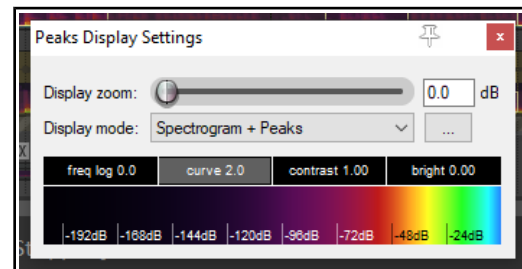 Peaks Display Settings
x
Display zoom: 0.0 dB
Display mode: Spectrogram + Peaks ...
freq log 0.0 curve 2.0 contrast 1.00 bright 0.00
-192dB -168dB -144dB -120dB -96dB -72dB -48dB -24dB